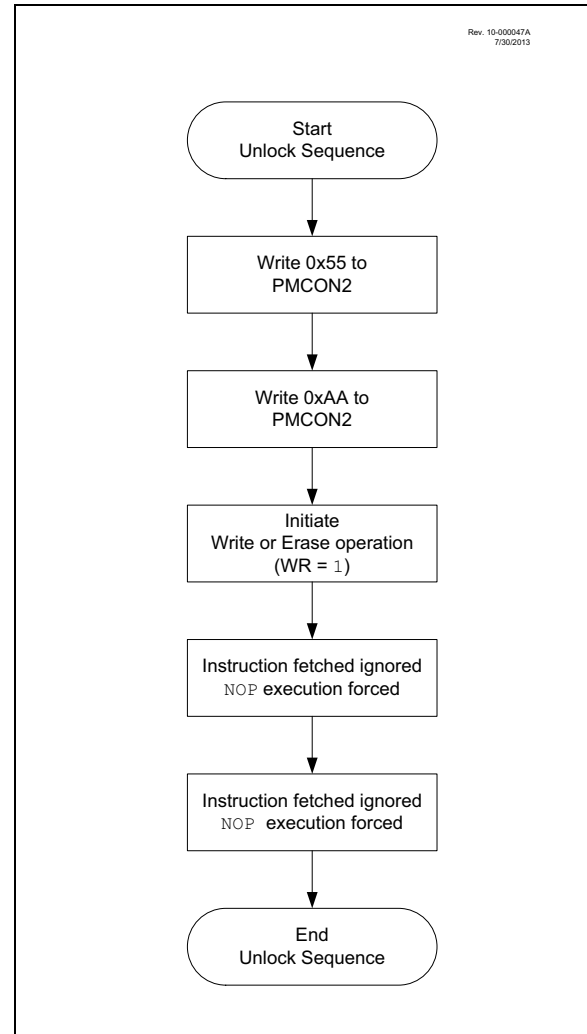 Rev. 10-000047A
7/30/2013
Start
Unlock Sequence
Write 0x55 to
PMCON2
Write 0xAA to
PMCON2
Initiate
Write or Erase operation
(WR = 1)
Instruction fetched ignored
NOP execution forced
Instruction fetched ignored
NOP execution forced
End
Unlock Sequence